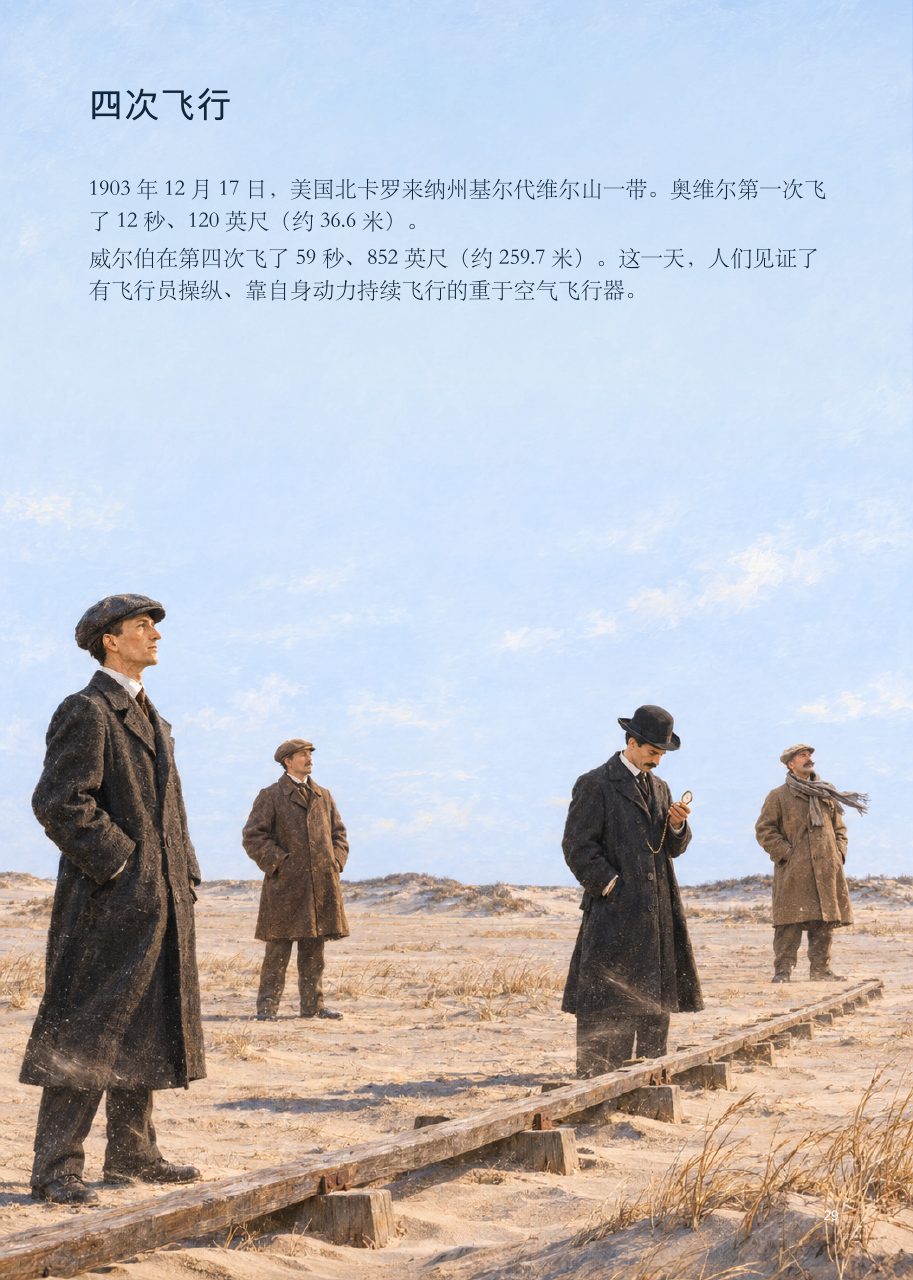 四次飞行
1903 年 12 月 17 日，美国北卡罗来纳州基尔代维尔山一带。奥维尔第一次飞
了 12 秒、120 英尺（约 36.6 米）。
威尔伯在第四次飞了 59 秒、852 英尺（约 259.7 米）。这一天，人们见证了
有飞行员操纵、靠自身动力持续飞行的重于空气飞行器。
29